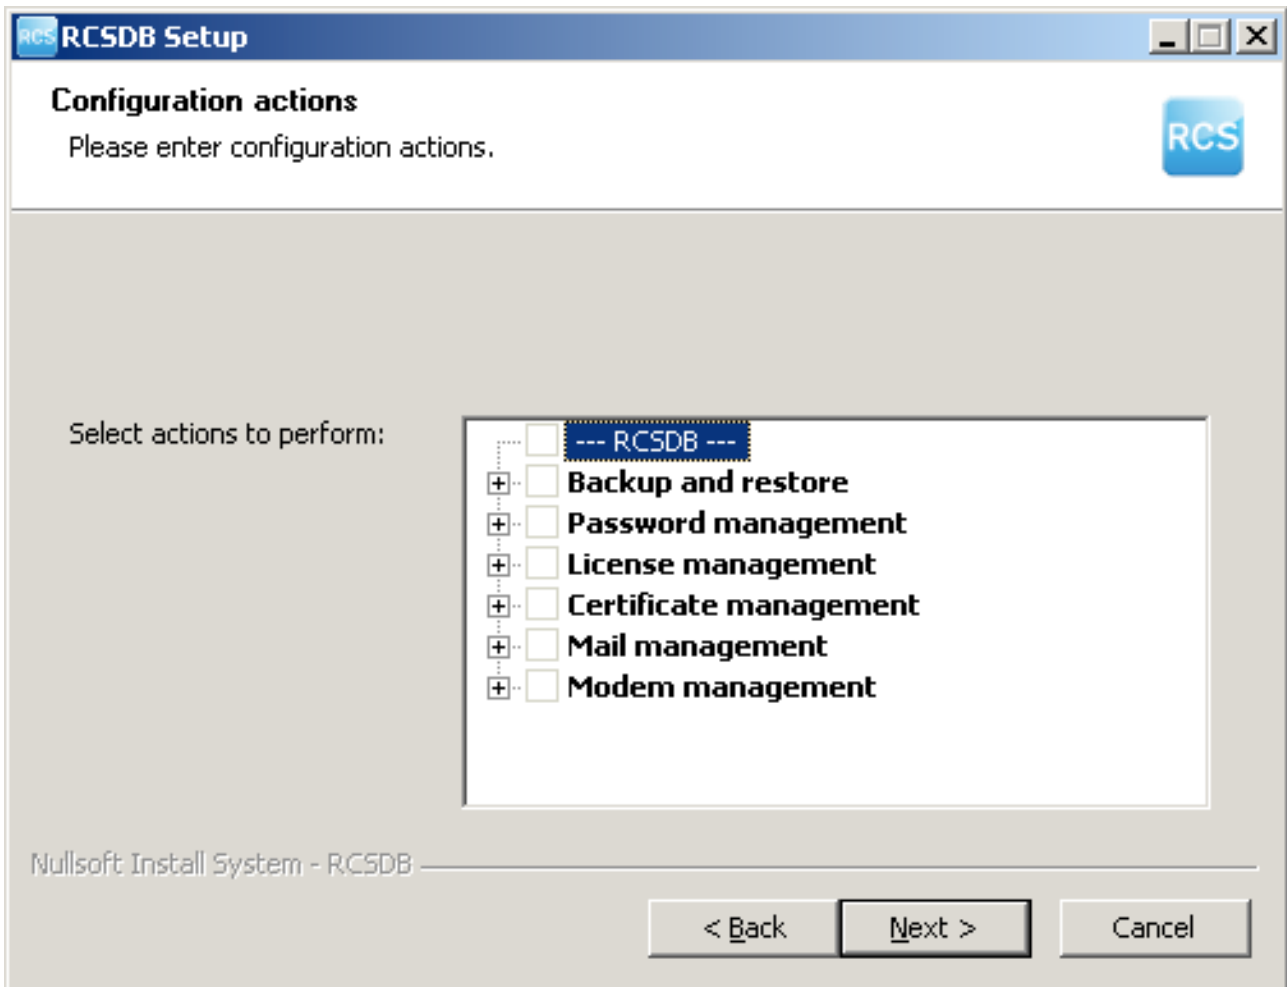 RCS RCSDB Setup
Configuration actions
Please enter configuration actions.
RCS
Select actions to perform:
--- RCSDB ---
Backup and restore
Password management
License management
Certificate management
Mail management
Modem management
Nullsoft Install System - RCSDB
< Back
Next >
Cancel